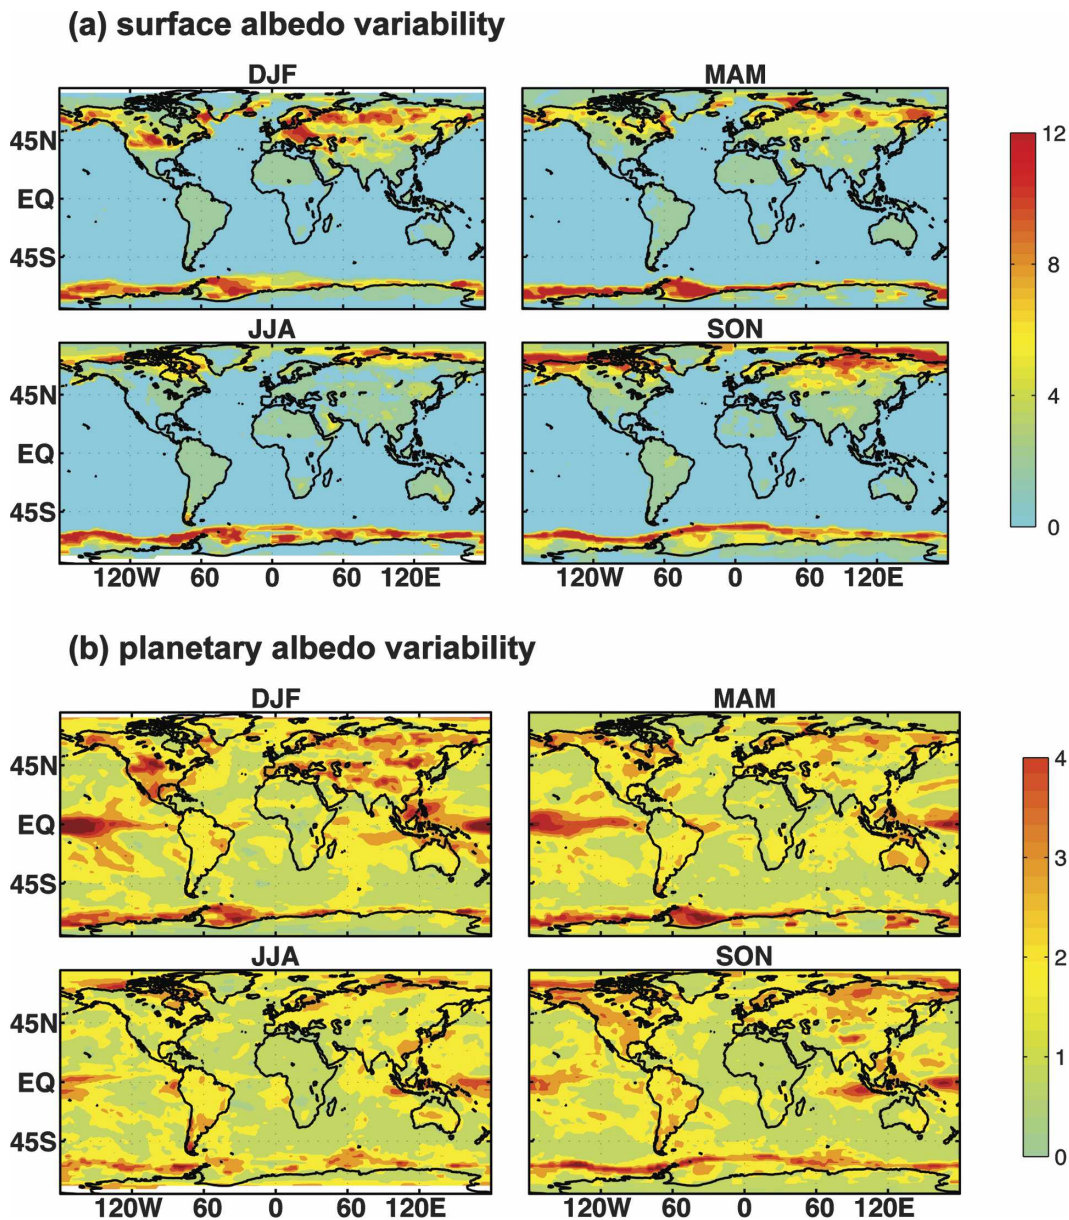 (a) surface albedo variability
DJF MAM
45N
EQ
45S
12
8
4
0
JJA SON
45N
EQ
45S
120W 60 0 60 120E 120W 60 0 60 120E
(b) planetary albedo variability
DJF MAM
45N
EQ
45S
4
3
2
1
0
JJA SON
45N
EQ
45S
120W 60 0 60 120E 120W 60 0 60 120E